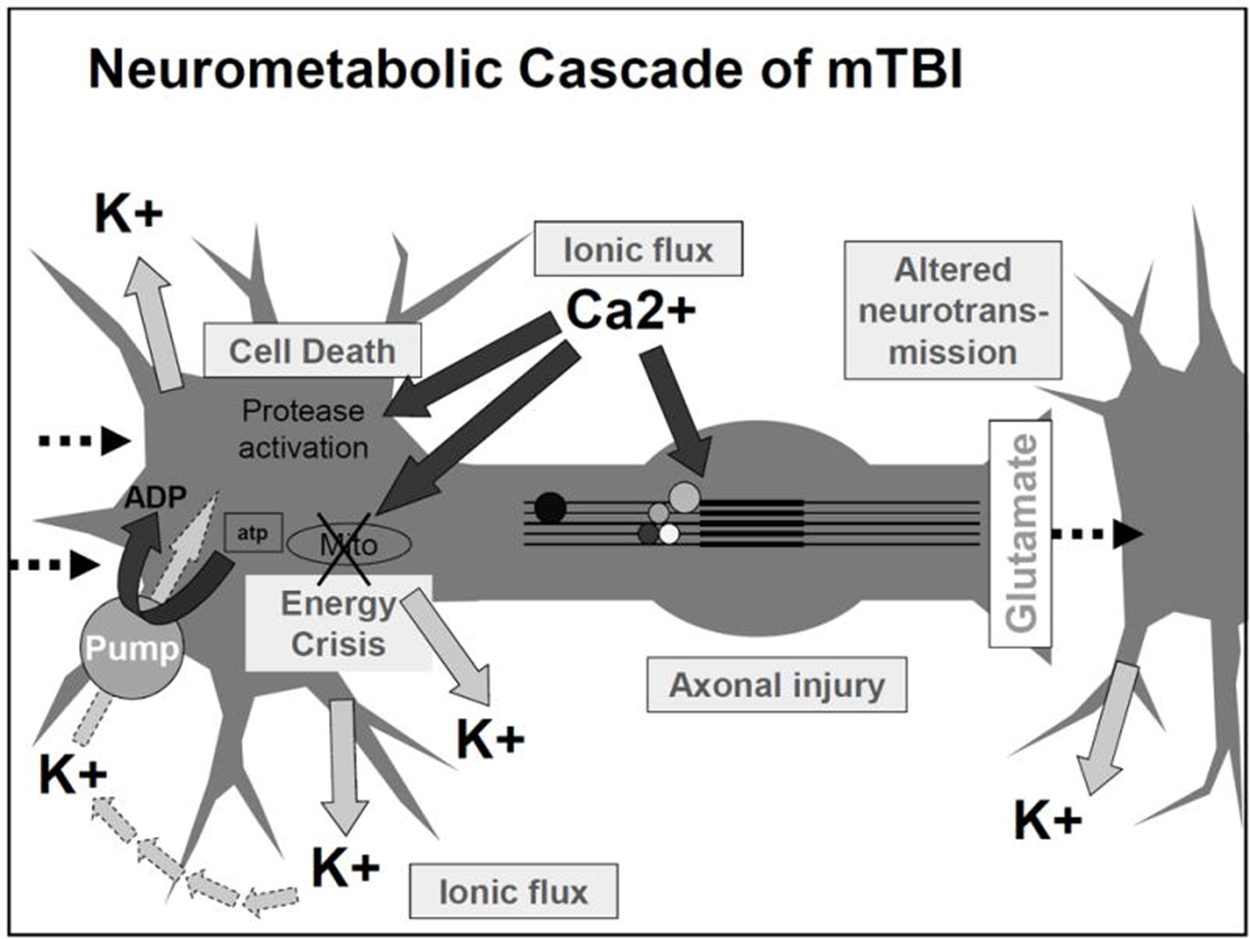 Neurometabolic Cascade of mTBI
K+
Ionic flux
Ca2+
Altered
neurotrans-
mission
Cell Death
Protease
activation
ADP
atp
Mito
Glutamate
Energy
Crisis
Pump
Axonal injury
K+
K+
K+
K+
Ionic flux